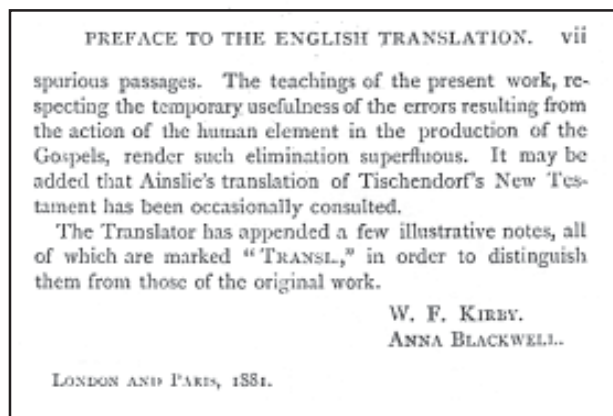 PREFACE TO THE ENGLISH TRANSLATION. vii
spurious passages. The teachings of the present work, re-
specting the temporary usefulness of the errors resulting from
the action of the human element in the production of the
Gospels, render such elimination superfluous. It may be
added that Ainslie's translation of Tischendorf's New Tes-
tament has been occasionally consulted.
The Translator has appended a few illustrative notes, all
of which are marked "TRANSL.," in order to distinguish
them from those of the original work.
W. F. KIRBY.
ANNA BLACKWELL.
LONDON AND PARIS, 1881.